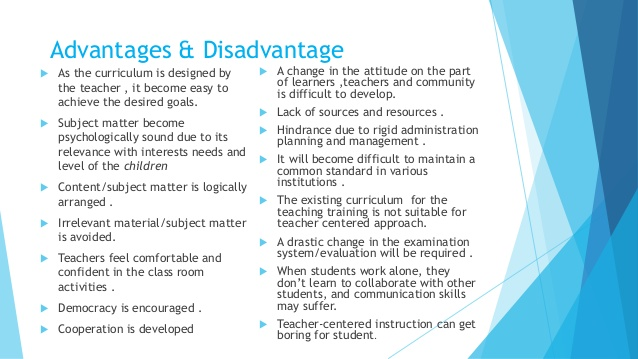 Advantages & Disadvantage
As the curriculum is designed by
the teacher , it become easy to
achieve the desired goals.
Subject matter become
psychologically sound due to its
relevance with interests needs and
level of the children
Content/subject matter is logically
arranged .
Irrelevant material/subject matter
is avoided.
Teachers feel comfortable and
confident in the class room
activities .
Democracy is encouraged .
Cooperation is developed
A change in the attitude on the part
of learners ,teachers and community
is difficult to develop.
Lack of sources and resources .
Hindrance due to rigid administration
planning and management .
It will become difficult to maintain a
common standard in various
institutions .
The existing curriculum for the
teaching training is not suitable for
teacher centered approach.
A drastic change in the examination
system/evaluation will be required .
When students work alone, they
don't learn to collaborate with other
students, and communication skills
may suffer.
Teacher-centered instruction can get
boring for student.